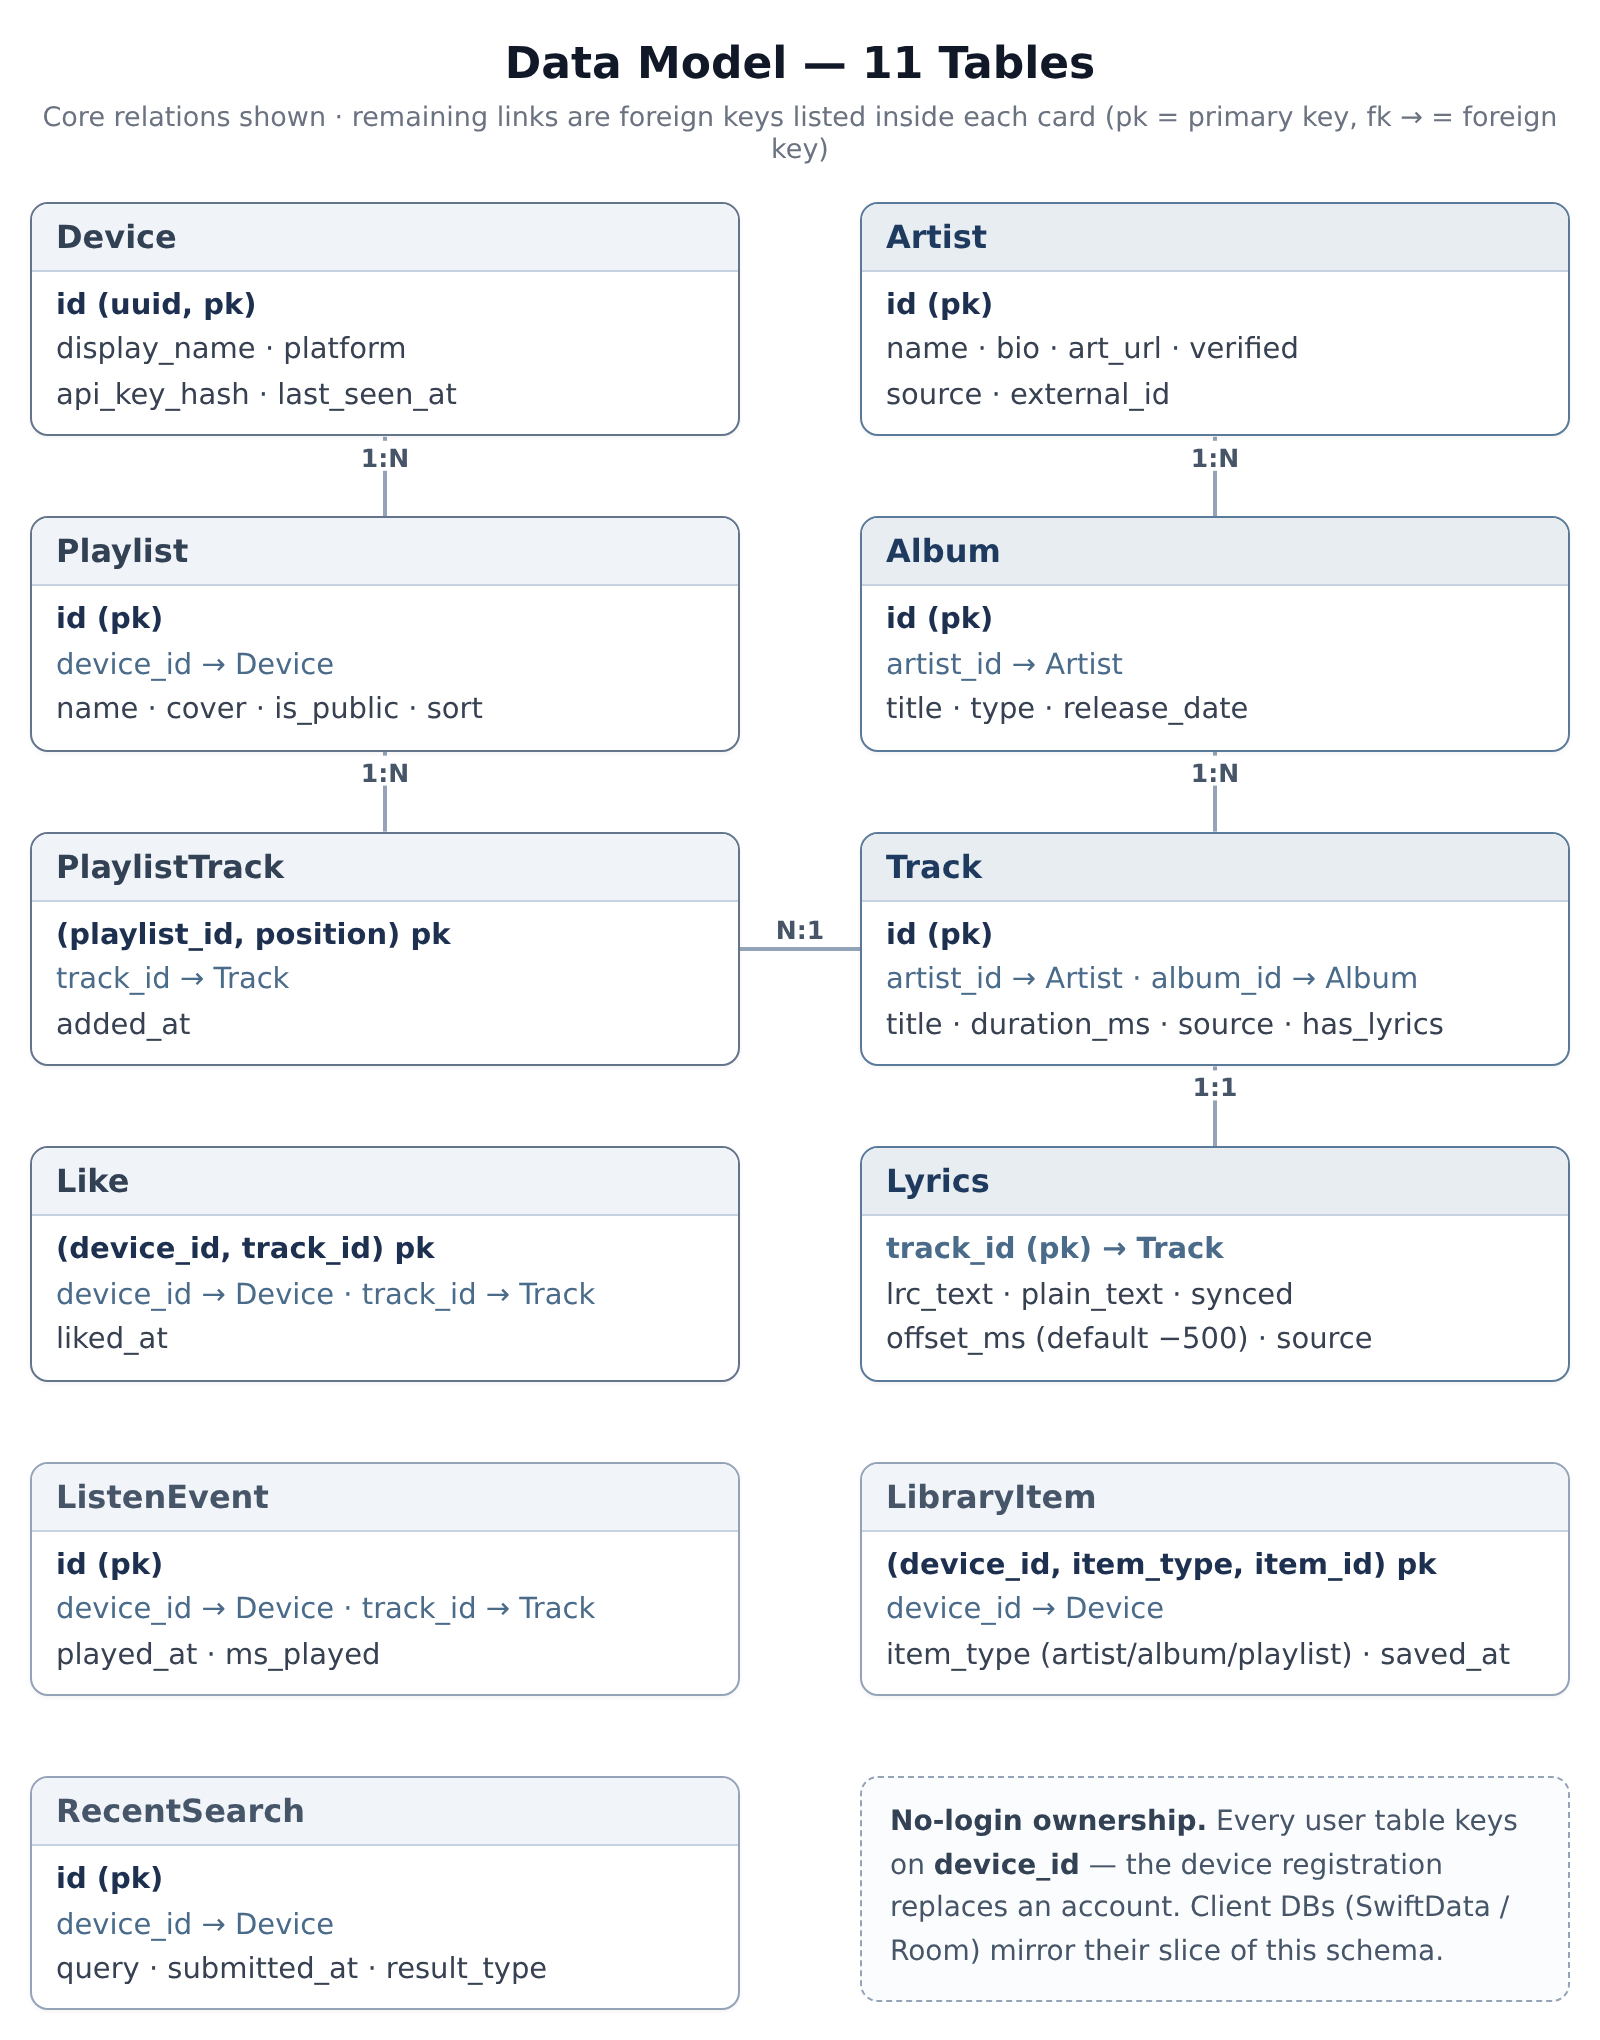 Data Model — 11 Tables
Core relations shown · remaining links are foreign keys listed inside each card (pk = primary key, fk → = foreign
key)
Device
id (uuid, pk)
display_name · platform
api_key_hash · last_seen_at
Artist
id (pk)
name · bio · art_url · verified
source · external_id
1:N
1:N
Playlist
id (pk)
device_id → Device
name · cover · is_public · sort
Album
id (pk)
artist_id → Artist
title · type · release_date
1:N
1:N
PlaylistTrack
(playlist_id, position) pk
track_id → Track
added_at
N:1
Track
id (pk)
artist_id → Artist · album_id → Album
title · duration_ms · source · has_lyrics
1:1
Like
(device_id, track_id) pk
device_id → Device · track_id → Track
liked_at
Lyrics
track_id (pk) → Track
lrc_text · plain_text · synced
offset_ms (default −500) · source
ListenEvent
id (pk)
device_id → Device · track_id → Track
played_at · ms_played
LibraryItem
(device_id, item_type, item_id) pk
device_id → Device
item_type (artist/album/playlist) · saved_at
RecentSearch
id (pk)
device_id → Device
query · submitted_at · result_type
No-login ownership. Every user table keys
on device_id — the device registration
replaces an account. Client DBs (SwiftData /
Room) mirror their slice of this schema.